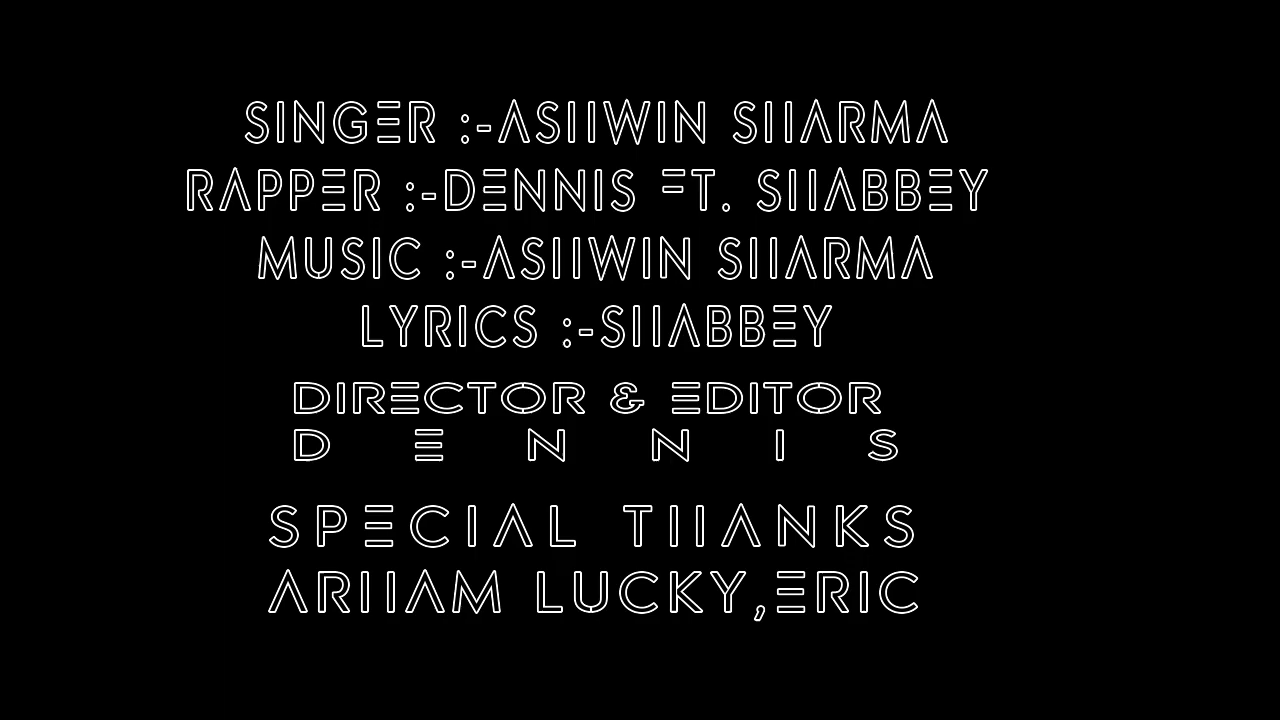 SINGER :-ASHWIN SHARMA
RAPPER :-DENNIS FT. SHABBEY
MUSIC :-ASHWIN SHARMA
LYRICS :-SHABBEY
DIRECTOR & EDITOR
DENNIS
SPECIAL THANKS
ARHAM LUCKY,ERIC